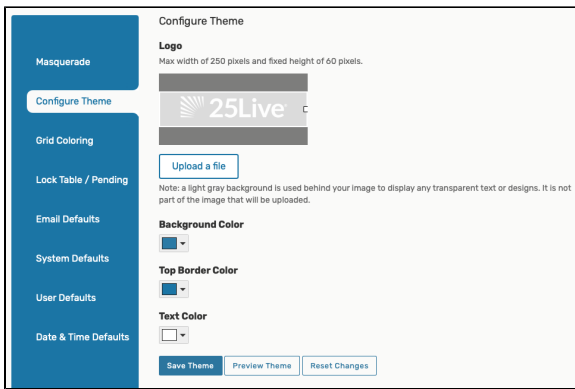 Masquerade
Configure Theme
Grid Coloring
Lock Table / Pending
Email Defaults
System Defaults
User Defaults
Date & Time Defaults
Configure Theme
Logo
Max width of 250 pixels and fixed height of 60 pixels.
25Live
Upload a file
Note: a light gray background is used behind your image to display any transparent text or designs. It is not
part of the image that will be uploaded.
Background Color
Top Border Color
Text Color
Save Theme
Preview Theme
Reset Changes